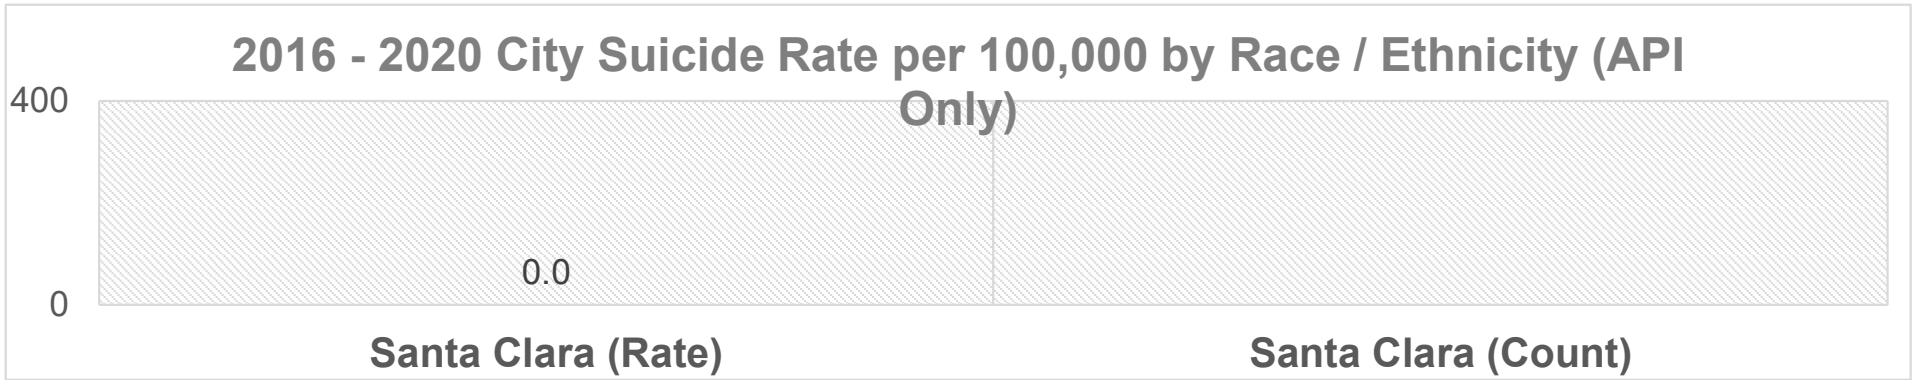 2016 - 2020 City Suicide Rate per 100,000 by Race / Ethnicity (API
Only)
400
0.0
0
Santa Clara (Rate) Santa Clara (Count)